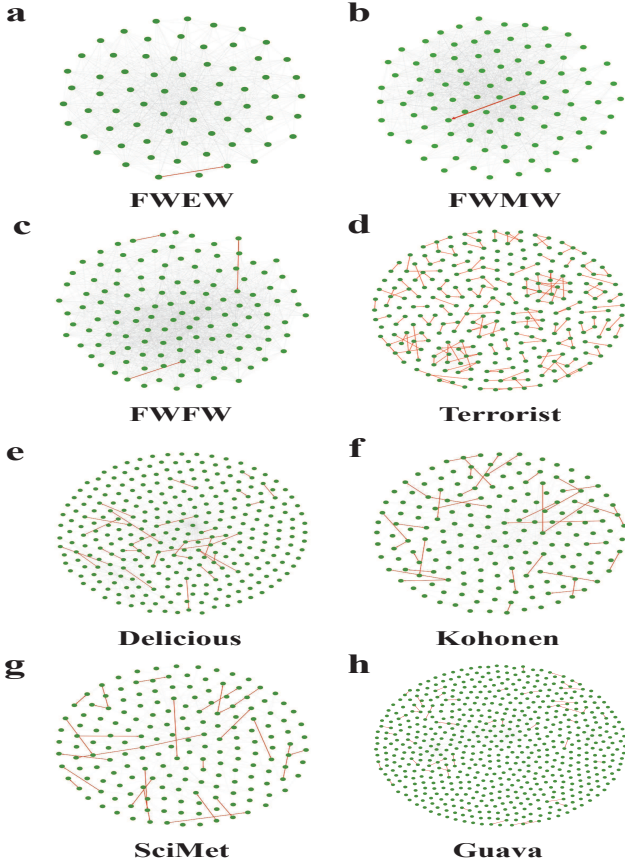 a
b
FWEW
FWMW
c
d
FWFW
Terrorist
e
f
Delicious
Kohonen
g
h
SciMet
Guava